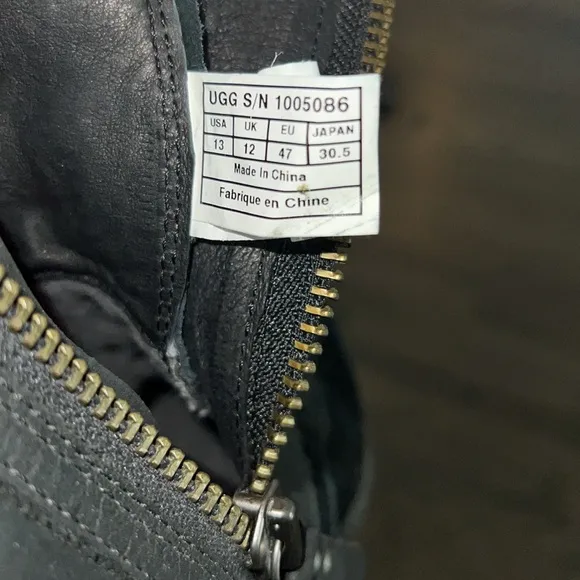 UGG S/N 1005086
USA UK EU JAPAN
13 12 47 30.5
Made In China
Fabrique en Chine